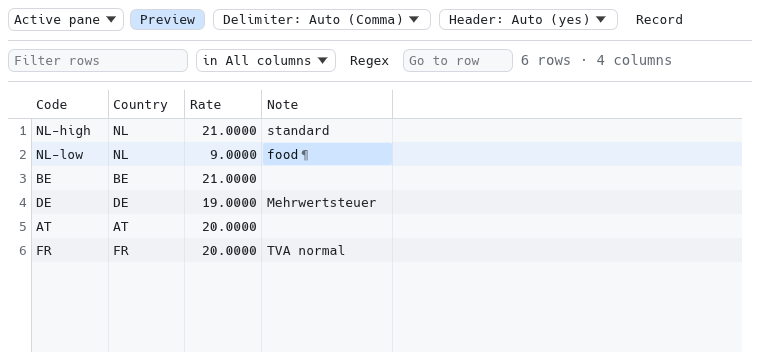 Active pane Preview Delimiter: Auto (Comma) Header: Auto (yes) Record
Filter rows in All columns Regex Go to row 6 rows · 4 columns
Code Country Rate Note
1 NL-high NL 21.0000 standard
2 NL-low NL 9.0000 food¶
3 BE BE 21.0000
4 DE DE 19.0000 Mehrwertsteuer
5 AT AT 20.0000
6 FR FR 20.0000 TVA normal